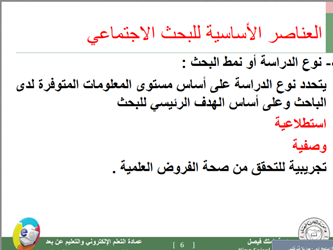 العناصر الأساسية للبحث الاجتماعي
- نوع الدراسة أو نمط البحث :
يتحدد نوع الدراسة على أساس مستوى المعلومات المتوفرة لدى
الباحث وعلى أساس الهدف الرئيسي للبحث
استطلاعية
وصفية
تجريبية للتحقق من صحة الفروض العلمية .
[ 6 ]
عمادة التعلم الإلكتروني والتعليم عن بعد
فيصل